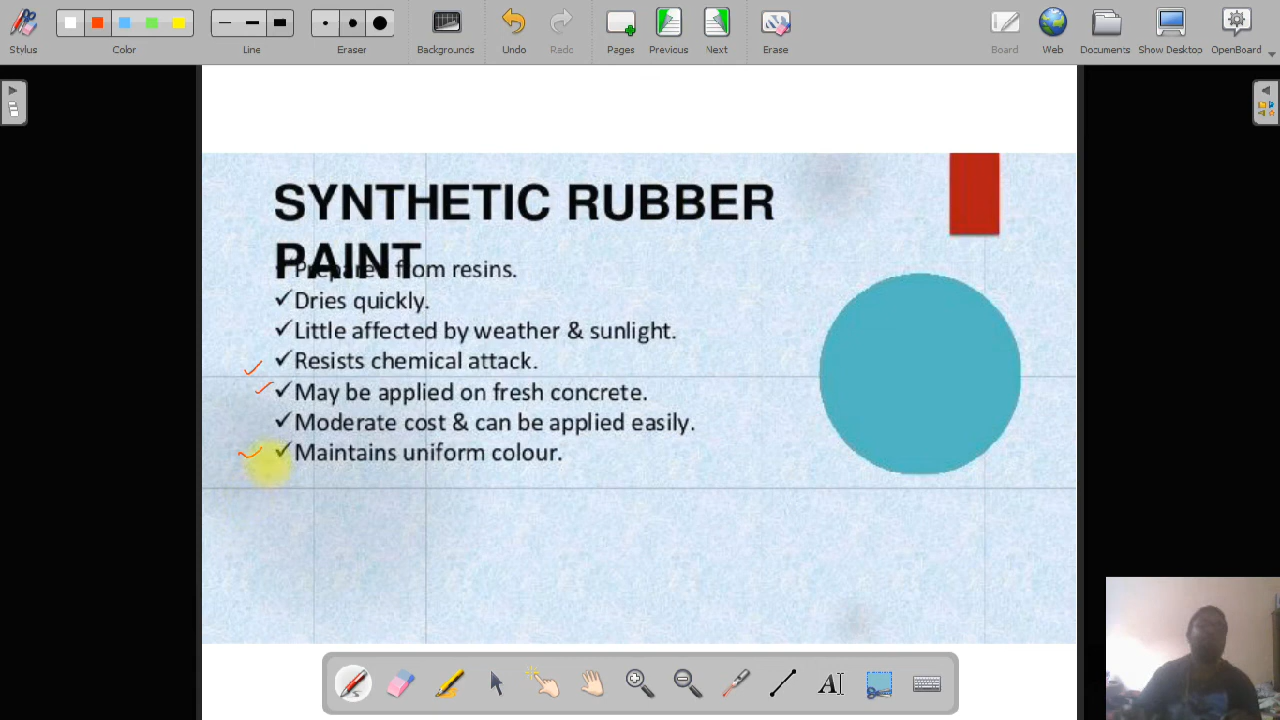 Stylus
Color
Line
Eraser
Backgrounds
Undo
Redo
Pages
Previous
Next
Erase
Board
Web
Documents
Show Desktop
OpenBoard
SYNTHETIC RUBBER
PAINT
Prepared from resins.
✓Dries quickly.
✓Little affected by weather & sunlight.
✓Resists chemical attack.
✓May be applied on fresh concrete.
✓Moderate cost & can be applied easily.
✓Maintains uniform colour.